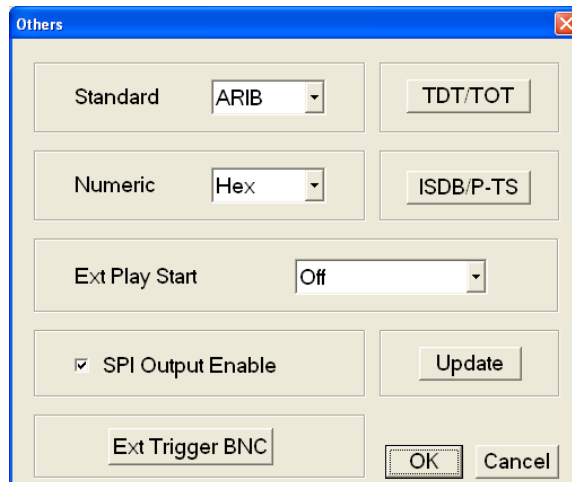 Others
Standard ARIB TDT/TOT
Numeric Hex ISDB/P-TS
Ext Play Start Off
SPI Output Enable Update
Ext Trigger BNC OK Cancel